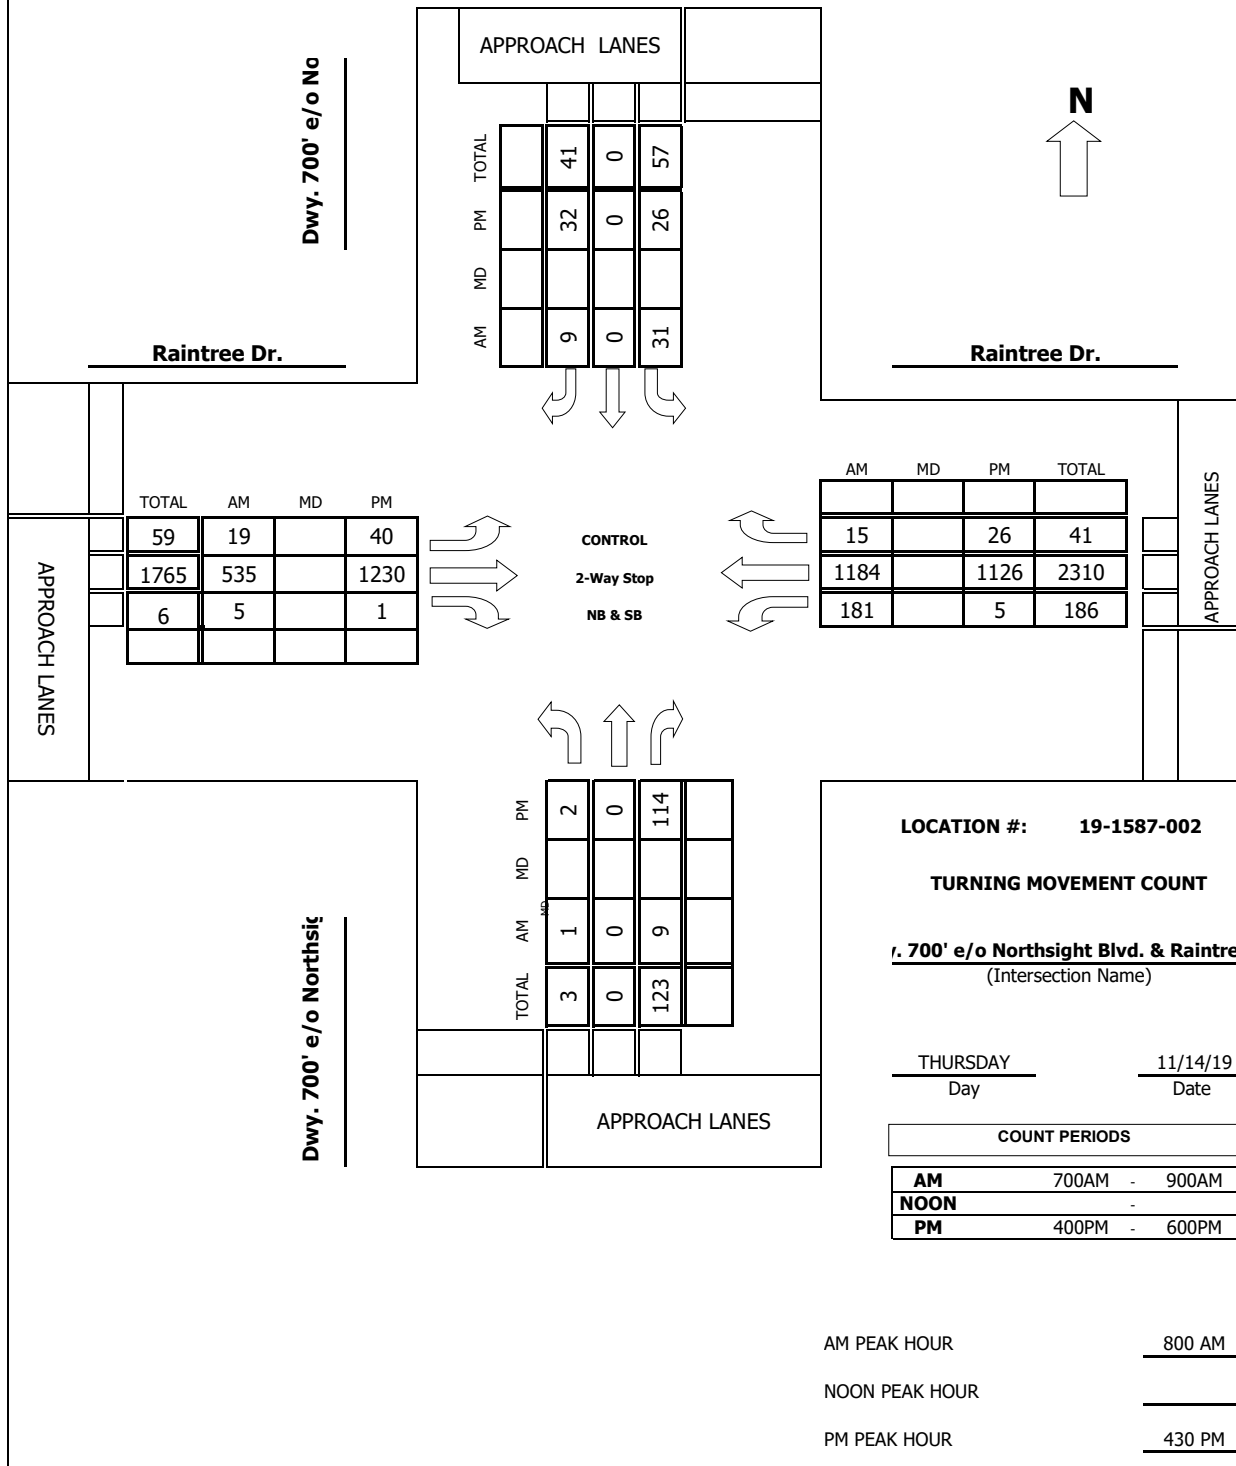 APPROACH LANES
Dwy. 700' e/o No
N
TOTAL 41 0 57
PM 32 0 26
MD
AM 9 0 31
Raintree Dr.
Raintree Dr.
AM MD PM TOTAL
15 26 41
1184 1126 2310
181 5 186
APPROACH LANES
TOTAL AM MD PM
59 19 40
1765 535 1230
6 5 1
APPROACH LANES
CONTROL
2-Way Stop
NB & SB
PM 2 0 114
MD
MD
AM 1 0 9
TOTAL 3 0 123
APPROACH LANES
Dwy. 700' e/o Northsig
LOCATION #: 19-1587-002
TURNING MOVEMENT COUNT
. 700' e/o Northsight Blvd. & Raintre
(Intersection Name)
THURSDAY 11/14/19
Day Date
COUNT PERIODS
AM 700AM - 900AM
NOON -
PM 400PM - 600PM
AM PEAK HOUR 800 AM
NOON PEAK HOUR
PM PEAK HOUR 430 PM